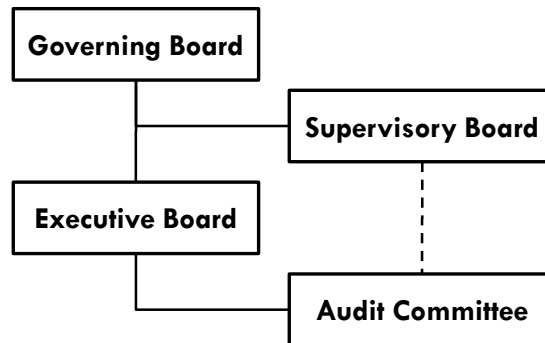 Governing Board
Supervisory Board
Executive Board
Audit Committee